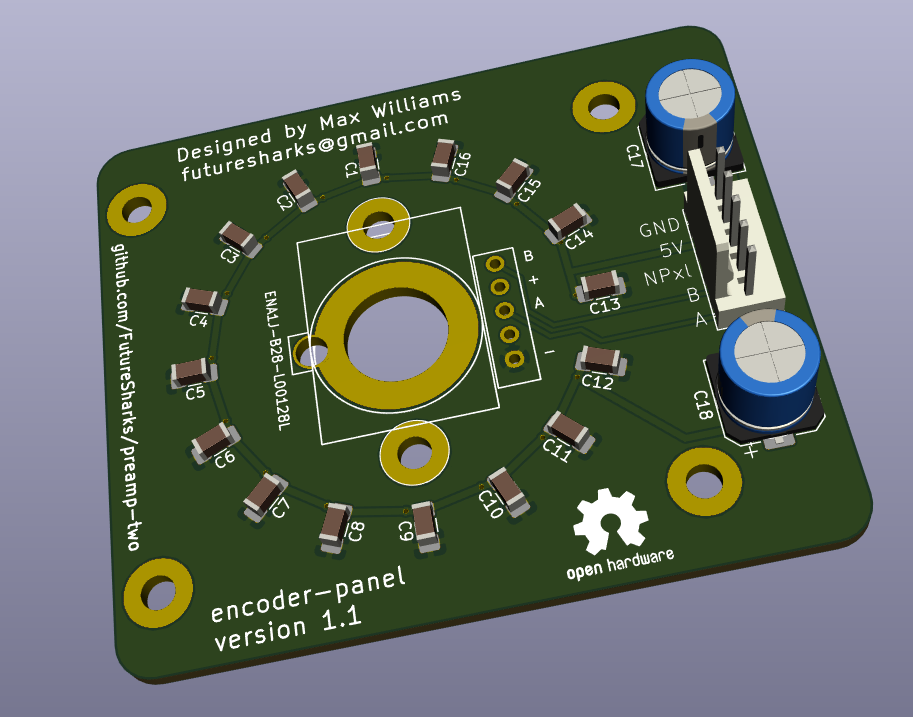 Designed by Max Williams
futuresharks@gmail.com
C17
C1
C16
C2
C15
C3
C14
github.com/FutureSharks/preamp-two
GND
5V
NPxl
B
A
B
+
A
−
C13
C4
ENA1J-B28-L00128L
C5
C12
C18
+
C6
C11
C7
C10
C8
C9
open hardware
encoder-panel
version 1.1